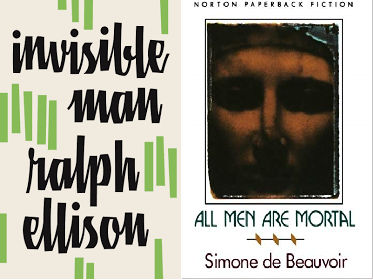 invisible
man
ralph
ellison
NORTON PAPERBACK FICTION
ALL MEN ARE MORTAL
Simone de Beauvoir